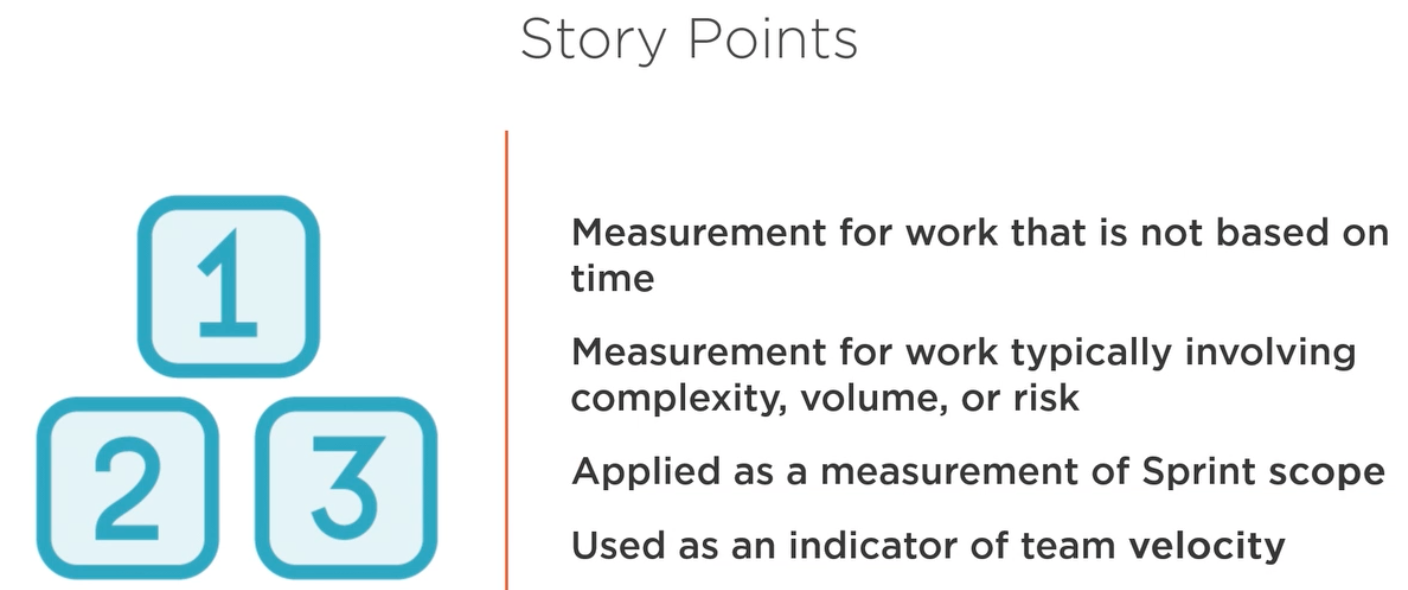 Story Points
1
2 3
Measurement for work that is not based on
time
Measurement for work typically involving
complexity, volume, or risk
Applied as a measurement of Sprint scope
Used as an indicator of team velocity